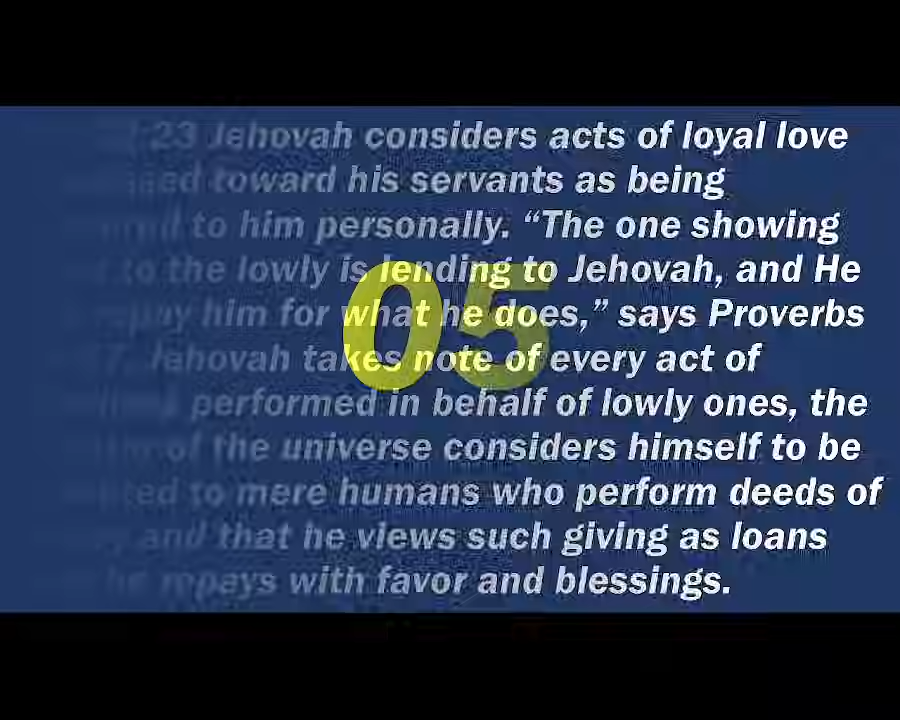 23 Jehovah considers acts of loyal love
toward his servants as being
to him personally. “The one showing
to the lowly is lending to Jehovah, and He
him for what he does,” says Proverbs
Jehovah takes note of every act of
performed in behalf of lowly ones, the
of the universe considers himself to be
to mere humans who perform deeds of
and that he views such giving as loans
he repays with favor and blessings.
05